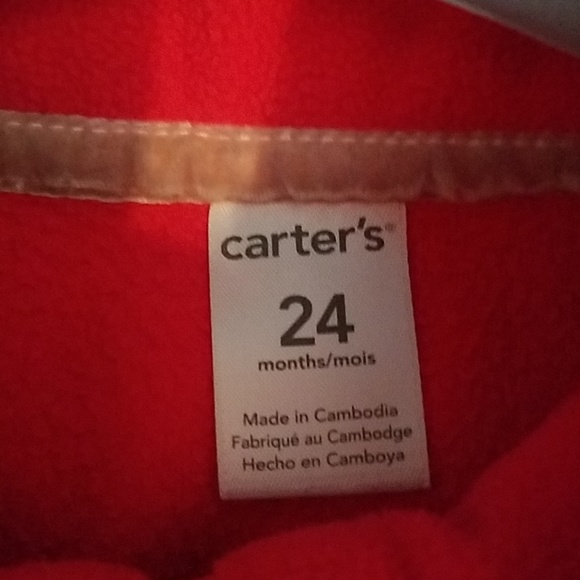 carter's®
24
months/mois
Made in Cambodia
Fabriqué au Cambodge
Hecho en Camboya